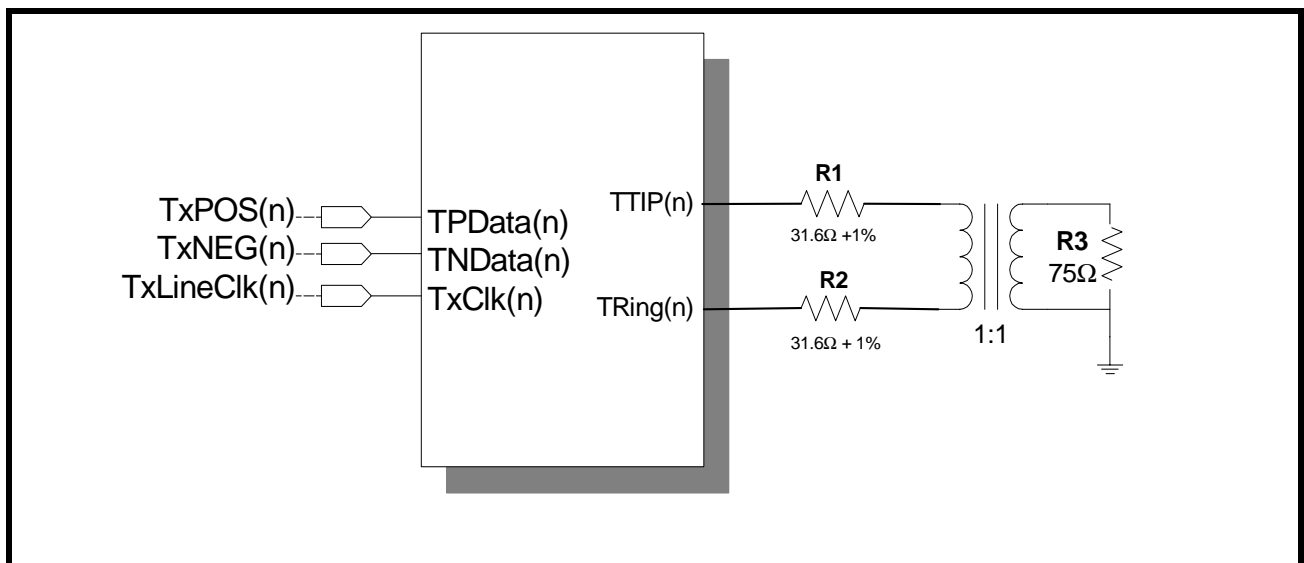 TxPOS(n)
TxNEG(n)
TxLineClk(n)
TPData(n)
TNData(n)
TxClk(n)
TTIP(n)
TRing(n)
R1
31.6Ω +1%
R2
31.6Ω + 1%
1:1
R3
75Ω